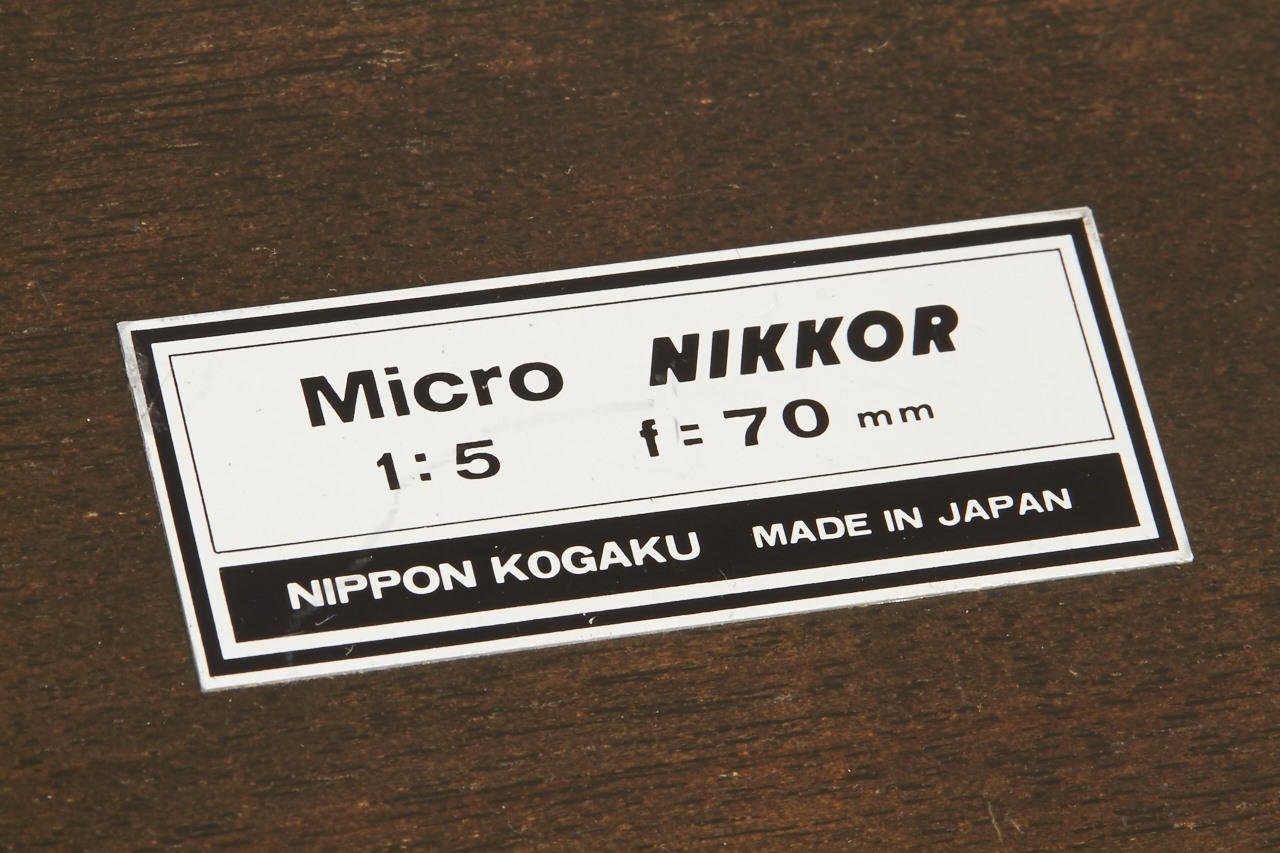 Micro NIKKOR
1:5 f=70 mm
NIPPON KOGAKU MADE IN JAPAN